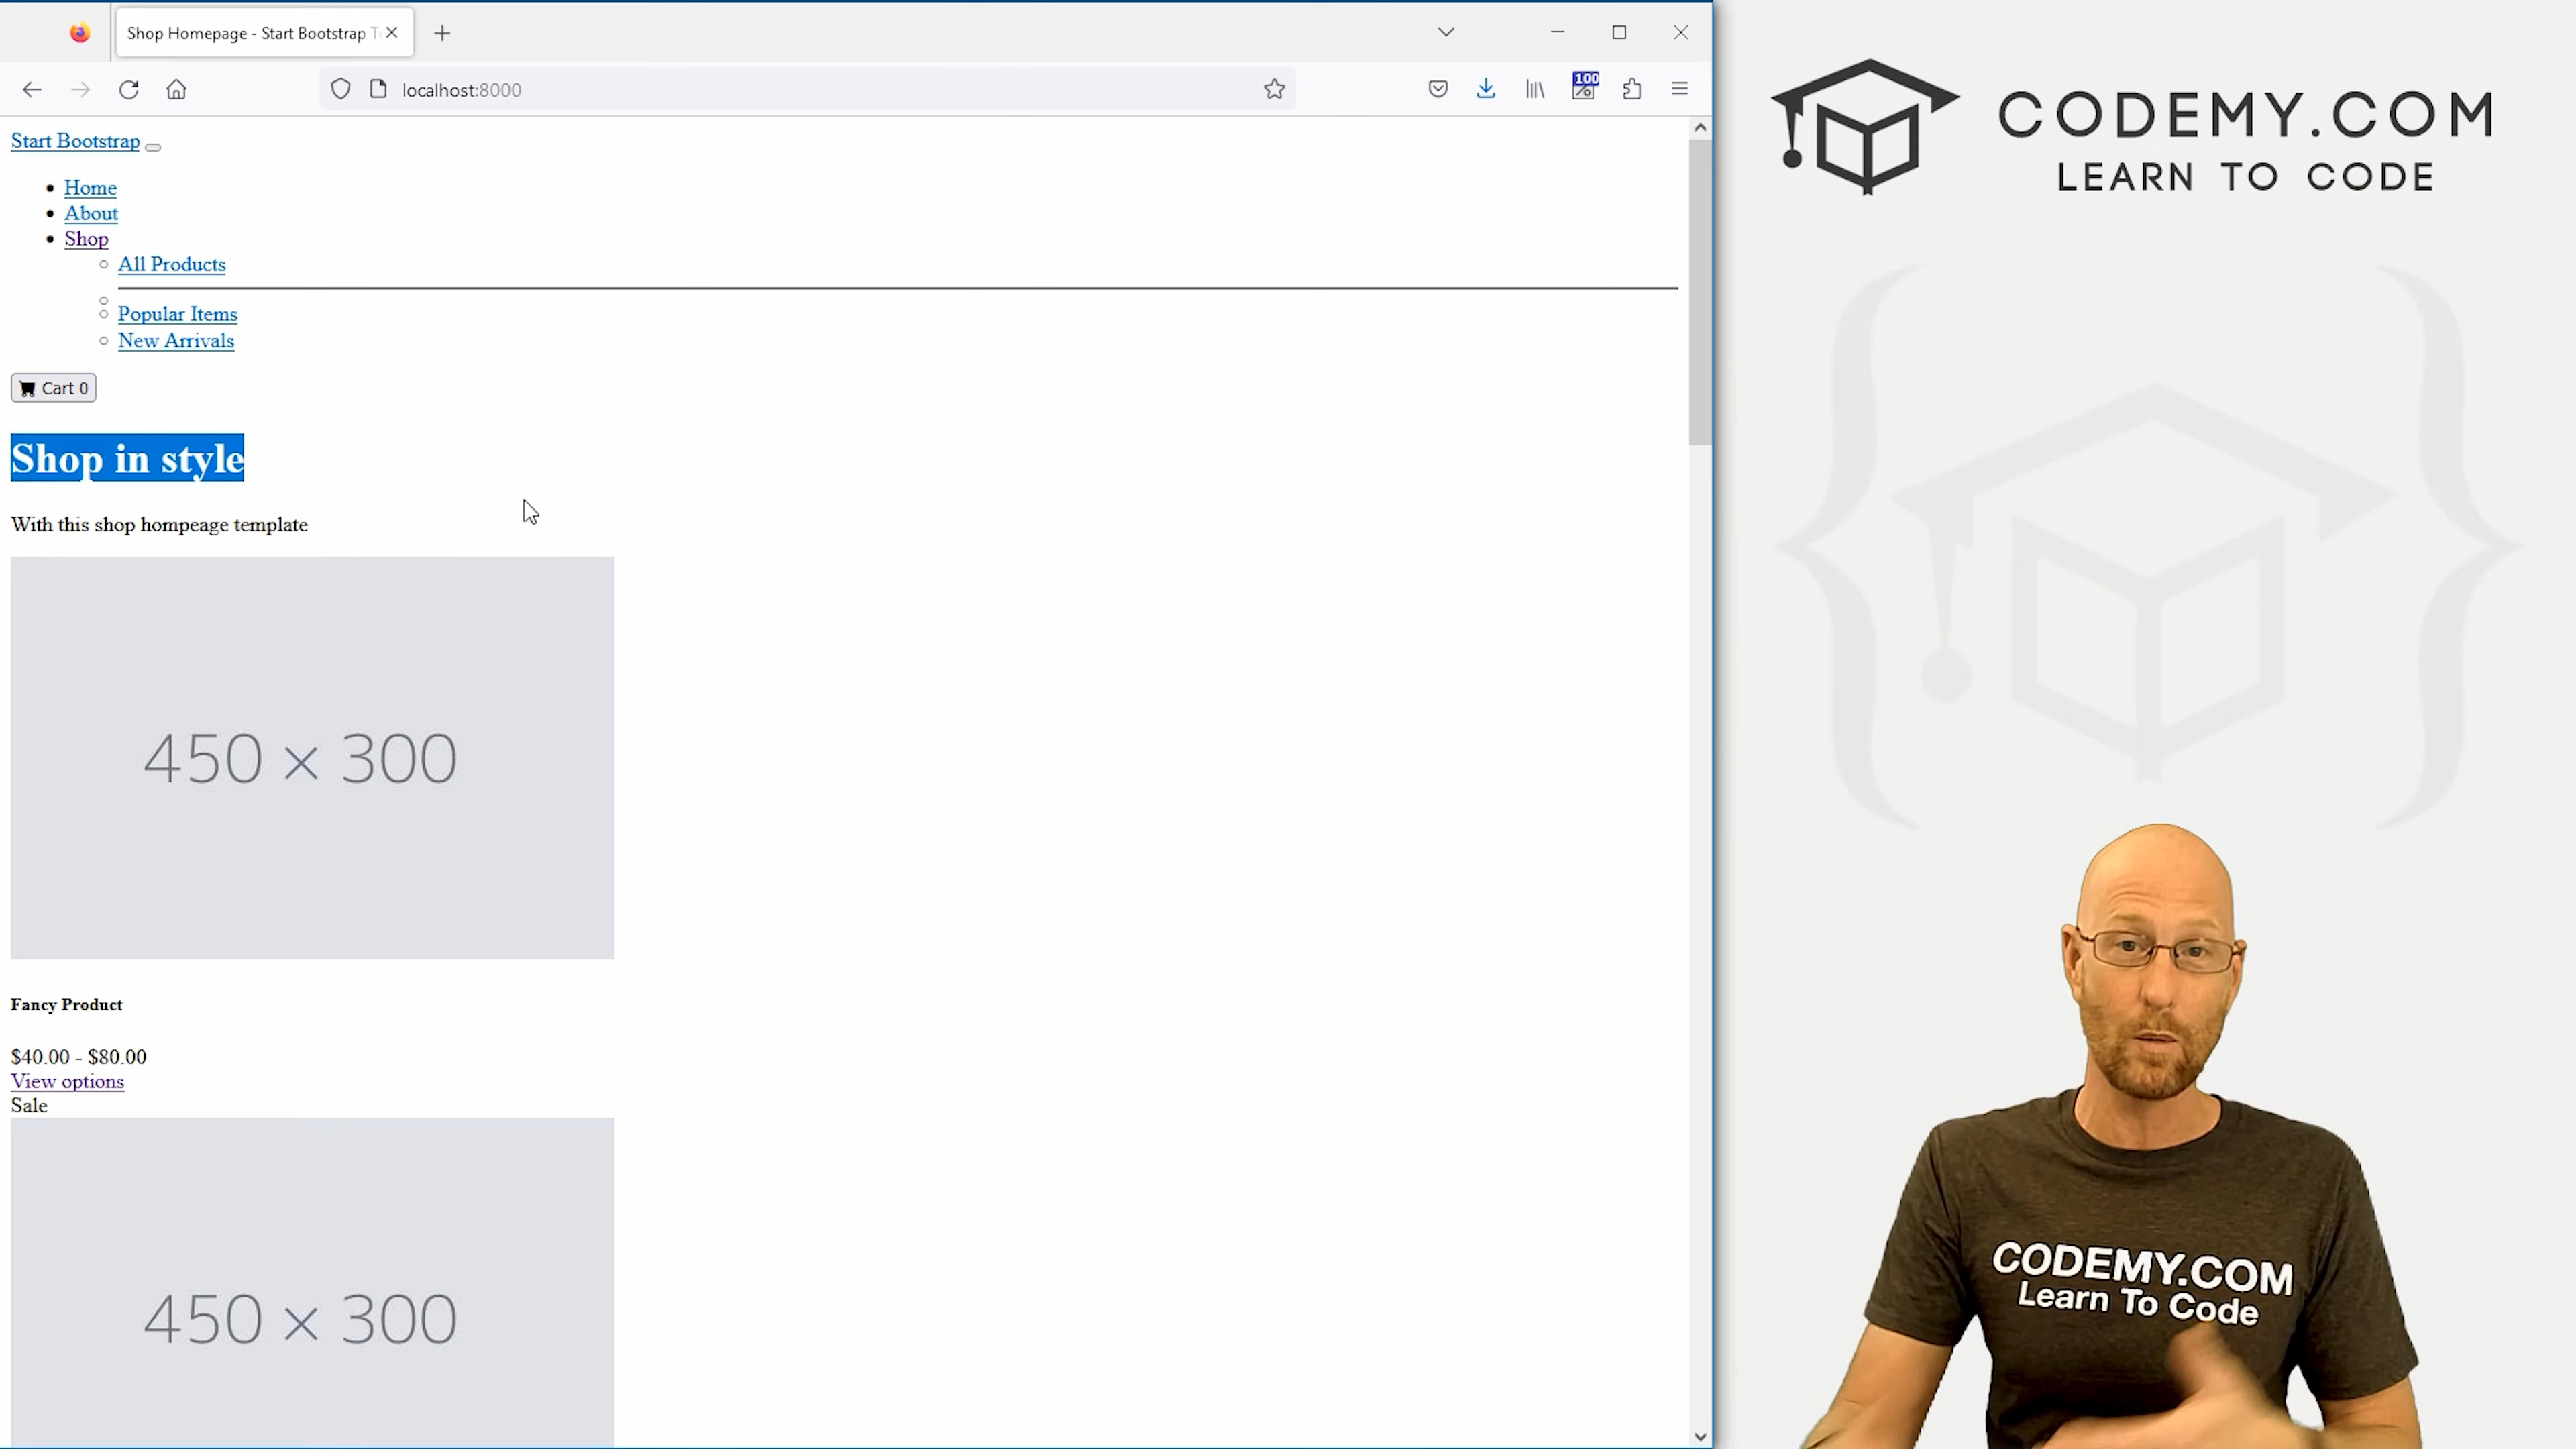 Shop Homepage - Start Bootstrap T
localhost:8000
100
CODEMY.COM
LEARN TO CODE
Start Bootstrap
Home
About
Shop
All Products
Popular Items
New Arrivals
Cart 0
Shop in style
With this shop hompeage template
450 × 300
Fancy Product
$40.00 - $80.00
View options
Sale
450 × 300
CODEMY.COM
Learn To Code